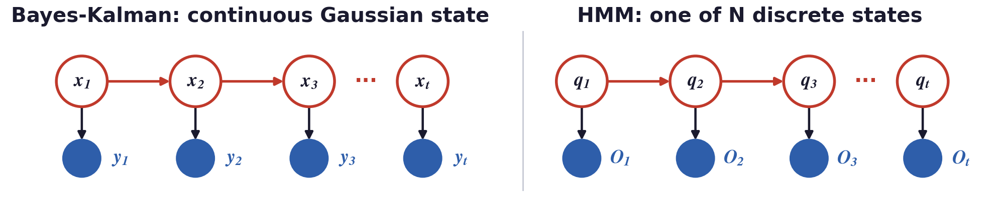 Bayes-Kalman: continuous Gaussian state
x1 x2 x3 ... xt
y1 y2 y3 yt
HMM: one of N discrete states
q1 q2 q3 ... qt
O1 O2 O3 Ot